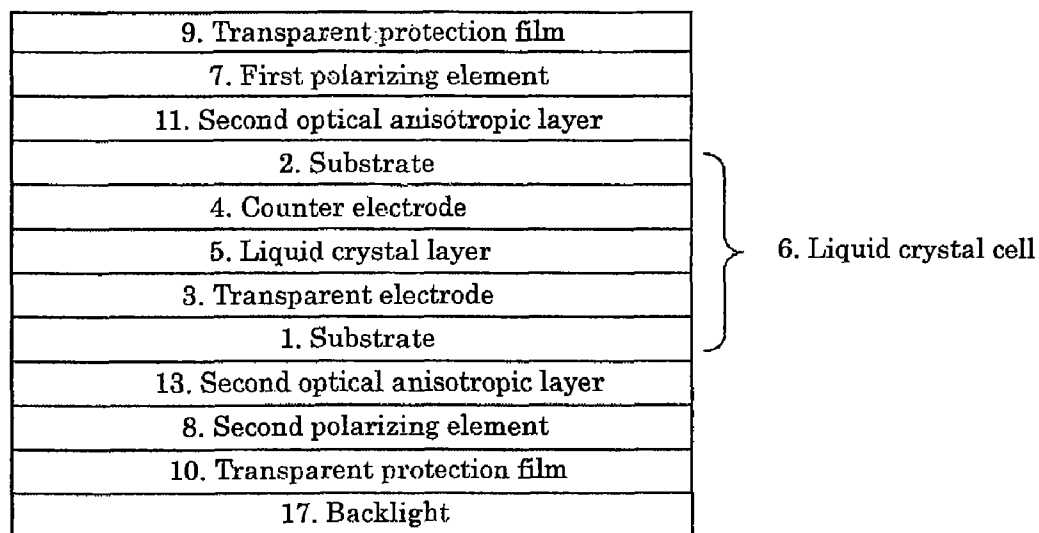 9. Transparent protection film
7. First polarizing element
11. Second optical anisotropic layer
2. Substrate
4. Counter electrode
5. Liquid crystal layer
6. Liquid crystal cell
3. Transparent electrode
1. Substrate
13. Second optical anisotropic layer
8. Second polarizing element
10. Transparent protection film
17. Backlight